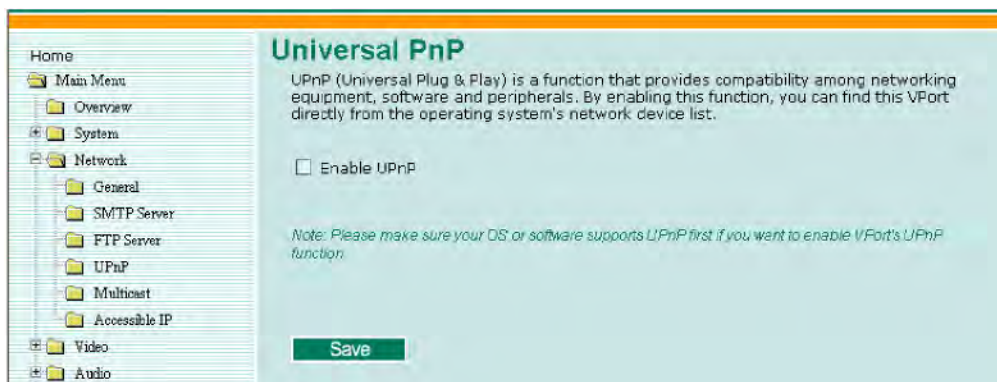 Home
Main Menu
Overview
System
Network
General
SMTP Server
FTP Server
UPnP
Multicast
Accessible IP
Video
Audio
Universal PnP
UPnP (Universal Plug & Play) is a function that provides compatibility among networking
equipment, software and peripherals. By enabling this function, you can find this VPort
directly from the operating system's network device list.
Enable UPnP
Note: Please make sure your OS or software supports UPnP first if you want to enable VPort's UPnP
function.
Save